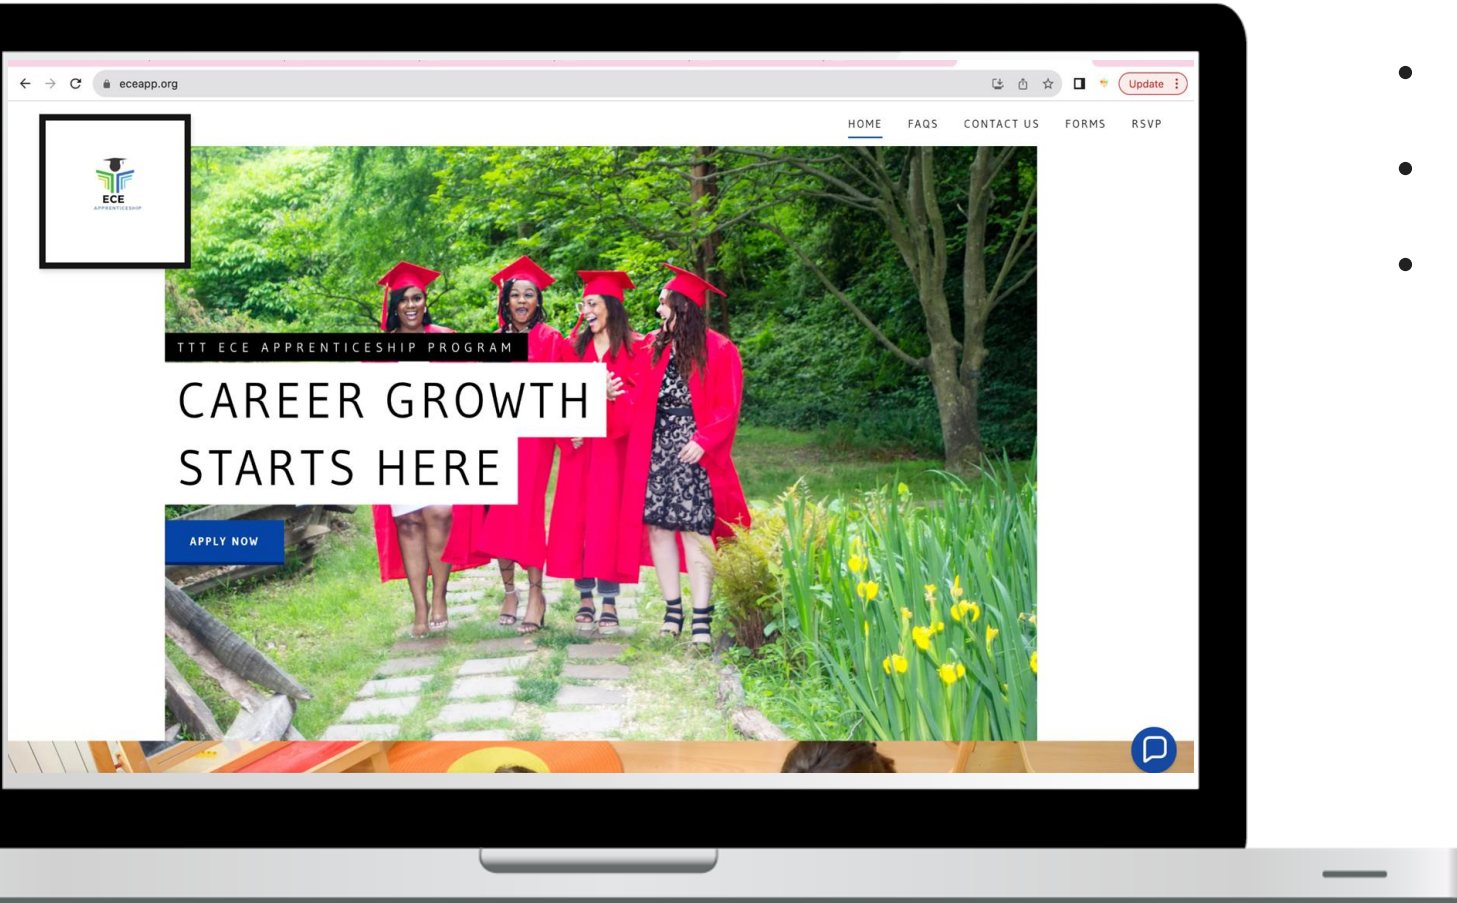 eceapp.org
Update
HOME FAQS CONTACT US FORMS RSVP
ECE
APPRENTICESHIP
TTT ECE APPRENTICESHIP PROGRAM
CAREER GROWTH
STARTS HERE
APPLY NOW